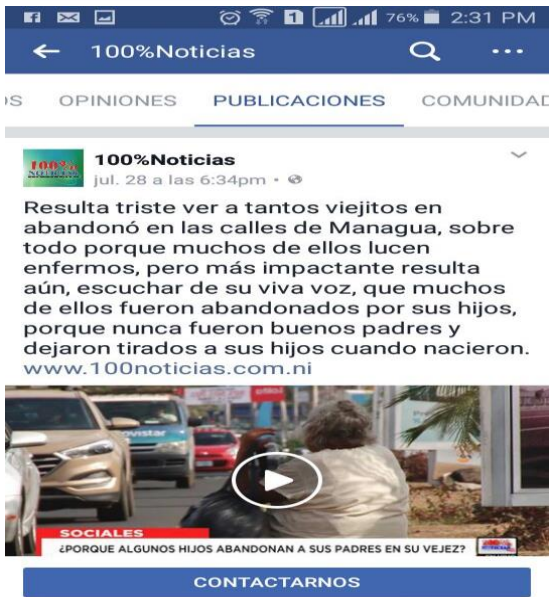 76% 2:31 PM
100%Noticias
OS OPINIONES PUBLICACIONES COMUNIDAD
100%
NOTICIAS
100%Noticias
jul. 28 a las 6:34pm •
Resulta triste ver a tantos viejitos en
abandonó en las calles de Managua, sobre
todo porque muchos de ellos lucen
enfermos, pero más impactante resulta
aún, escuchar de su viva voz, que muchos
de ellos fueron abandonados por sus hijos,
porque nunca fueron buenos padres y
dejaron tirados a sus hijos cuando nacieron.
www.100noticias.com.ni
movistar
SOCIALES
¿PORQUE ALGUNOS HIJOS ABANDONAN A SUS PADRES EN SU VEJEZ?
CONTACTARNOS